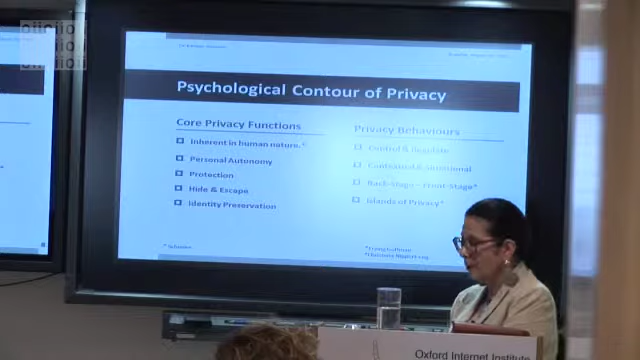 Psychological Contour of Privacy
Core Privacy Functions
Inherent in human nature.*
Personal Autonomy
Protection
Hide & Escape
Identity Preservation
Privacy Behaviours
Control & Regulate
Contextual & Situational
Back-Stage – Front-Stage*
Islands of Privacy*
Oxford Internet Institute